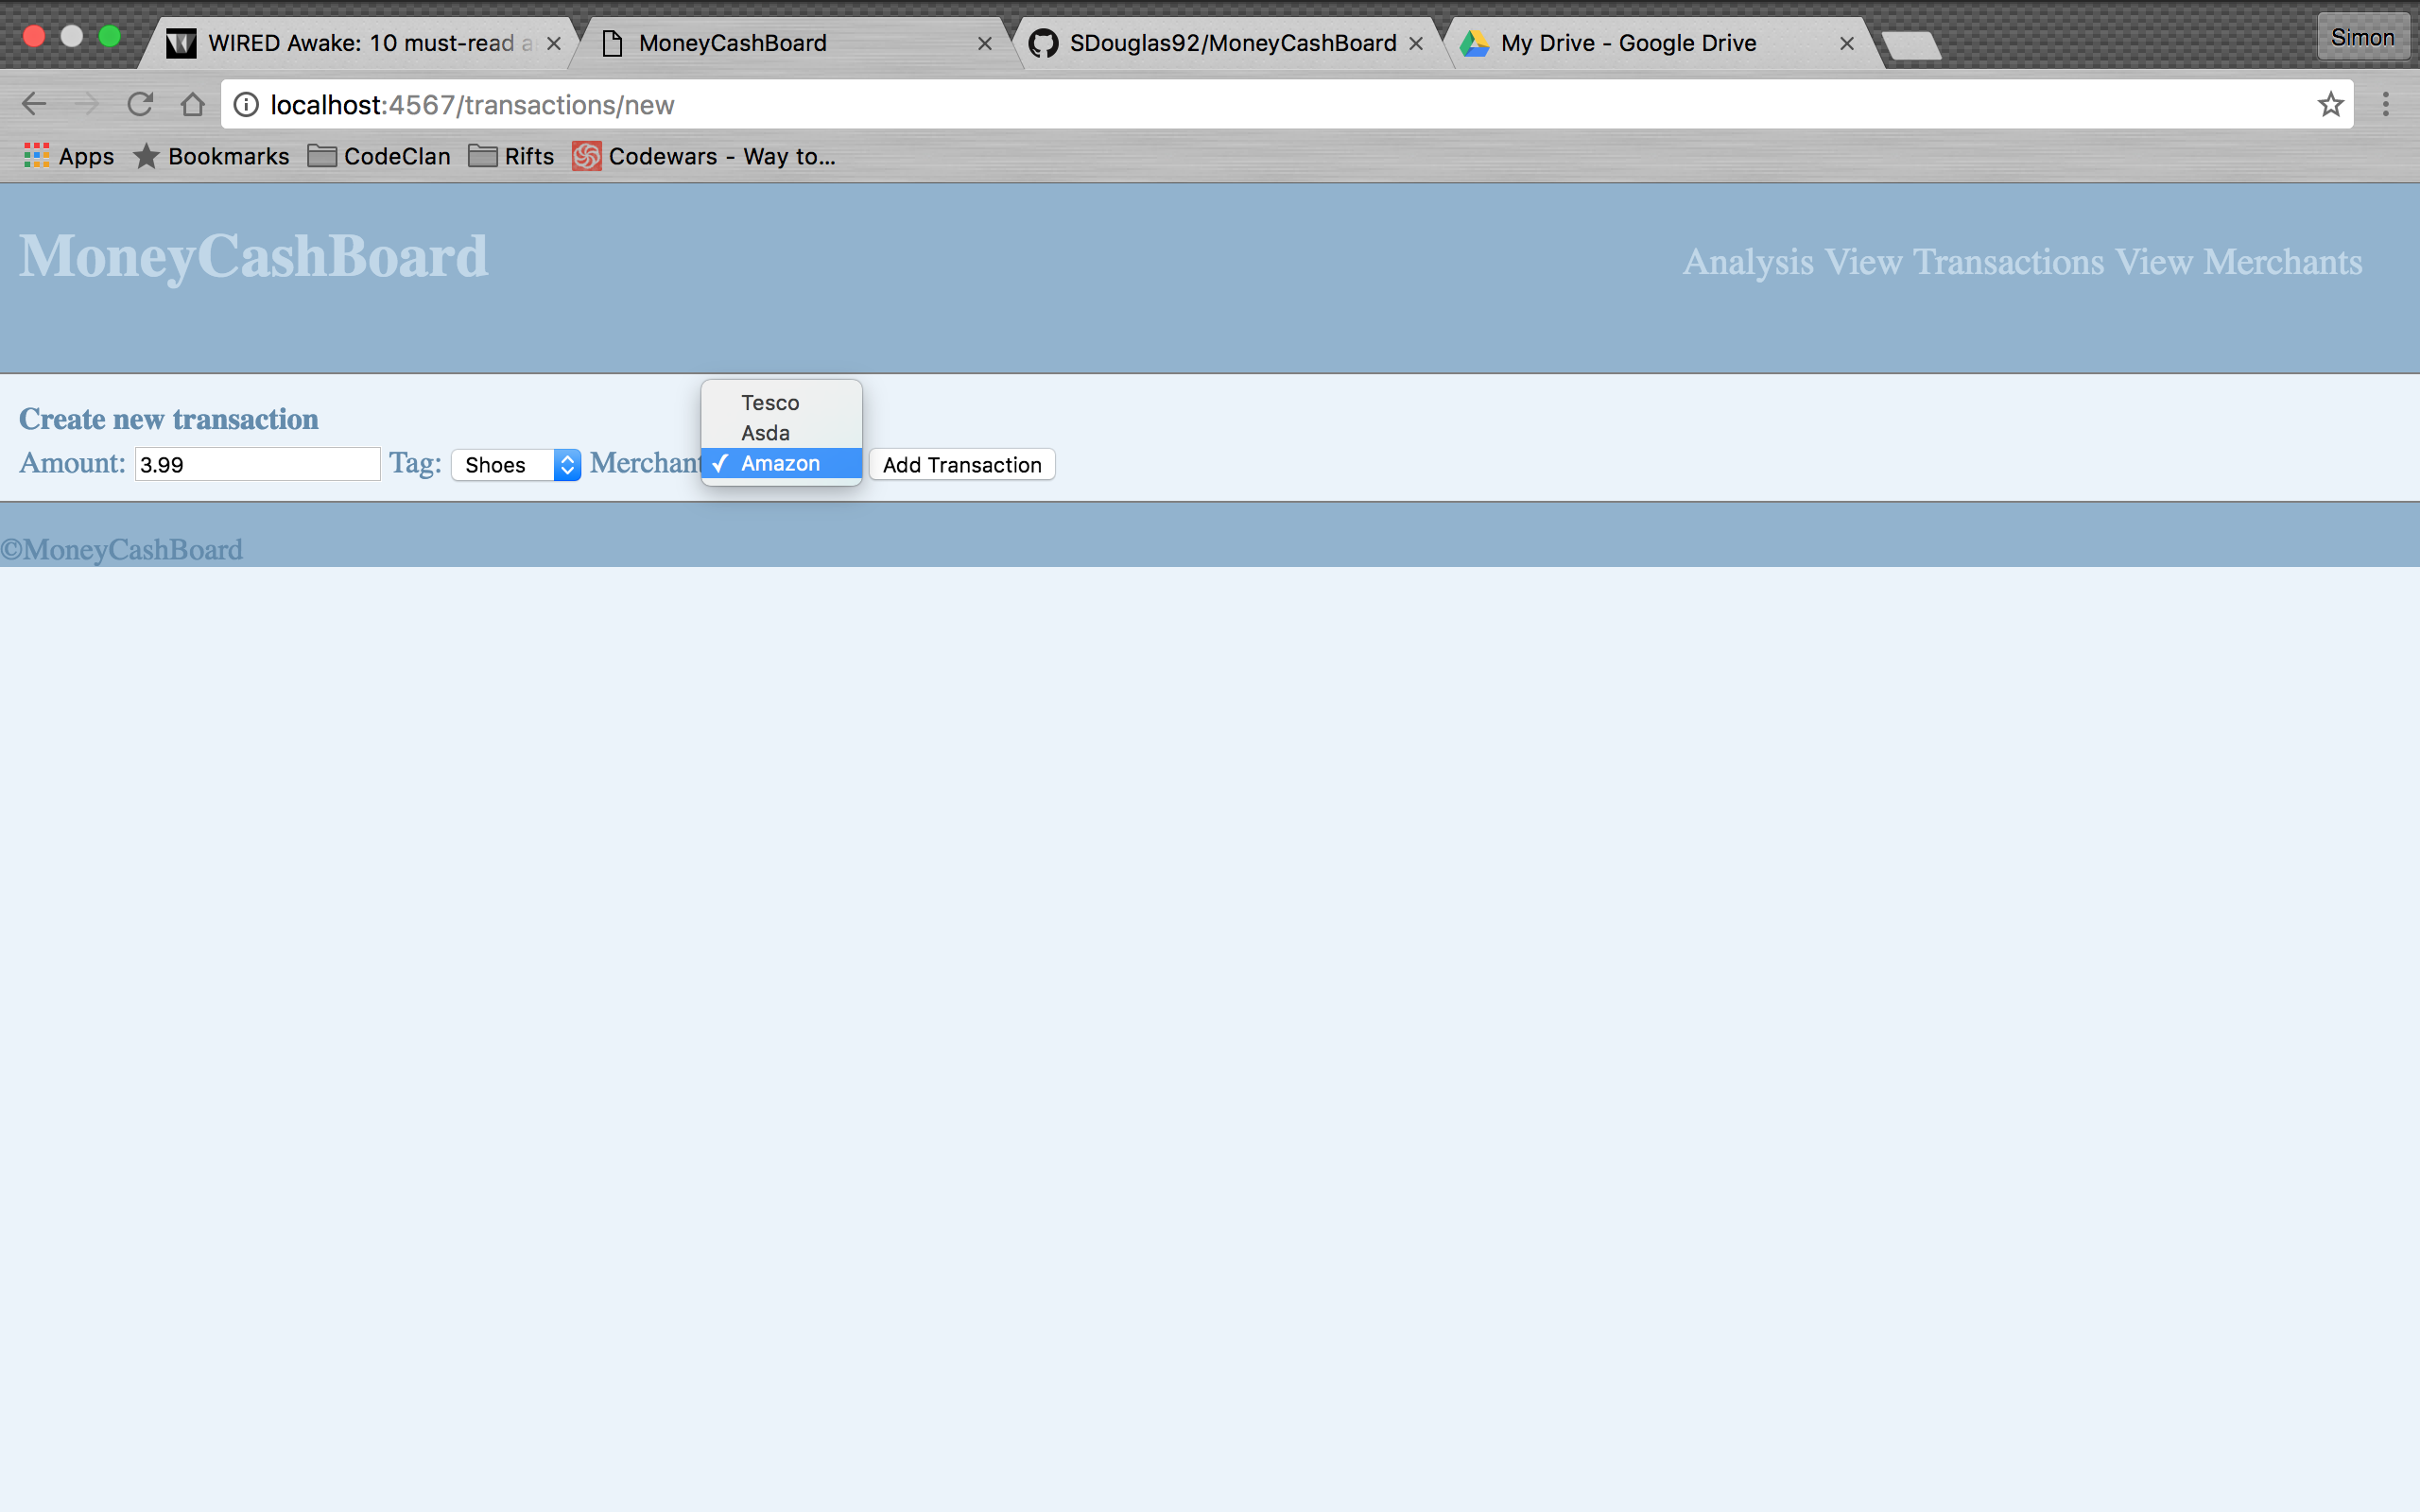 WIRED Awake: 10 must-read a
MoneyCashBoard
SDouglas92/MoneyCashBoard
My Drive - Google Drive
Simon
localhost:4567/transactions/new
Apps
Bookmarks
CodeClan
Rifts
Codewars - Way to...
MoneyCashBoard
Analysis View Transactions View Merchants
Create new transaction
Tesco
Asda
Amount: 3.99 Tag: Shoes Merchant ✓ Amazon Add Transaction
©MoneyCashBoard